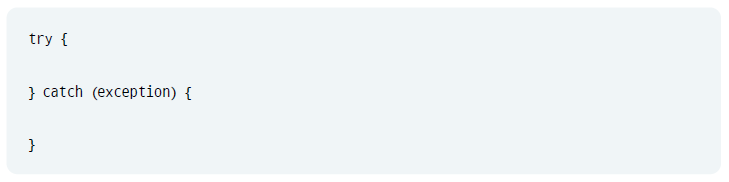 try {
} catch (exception) {
}